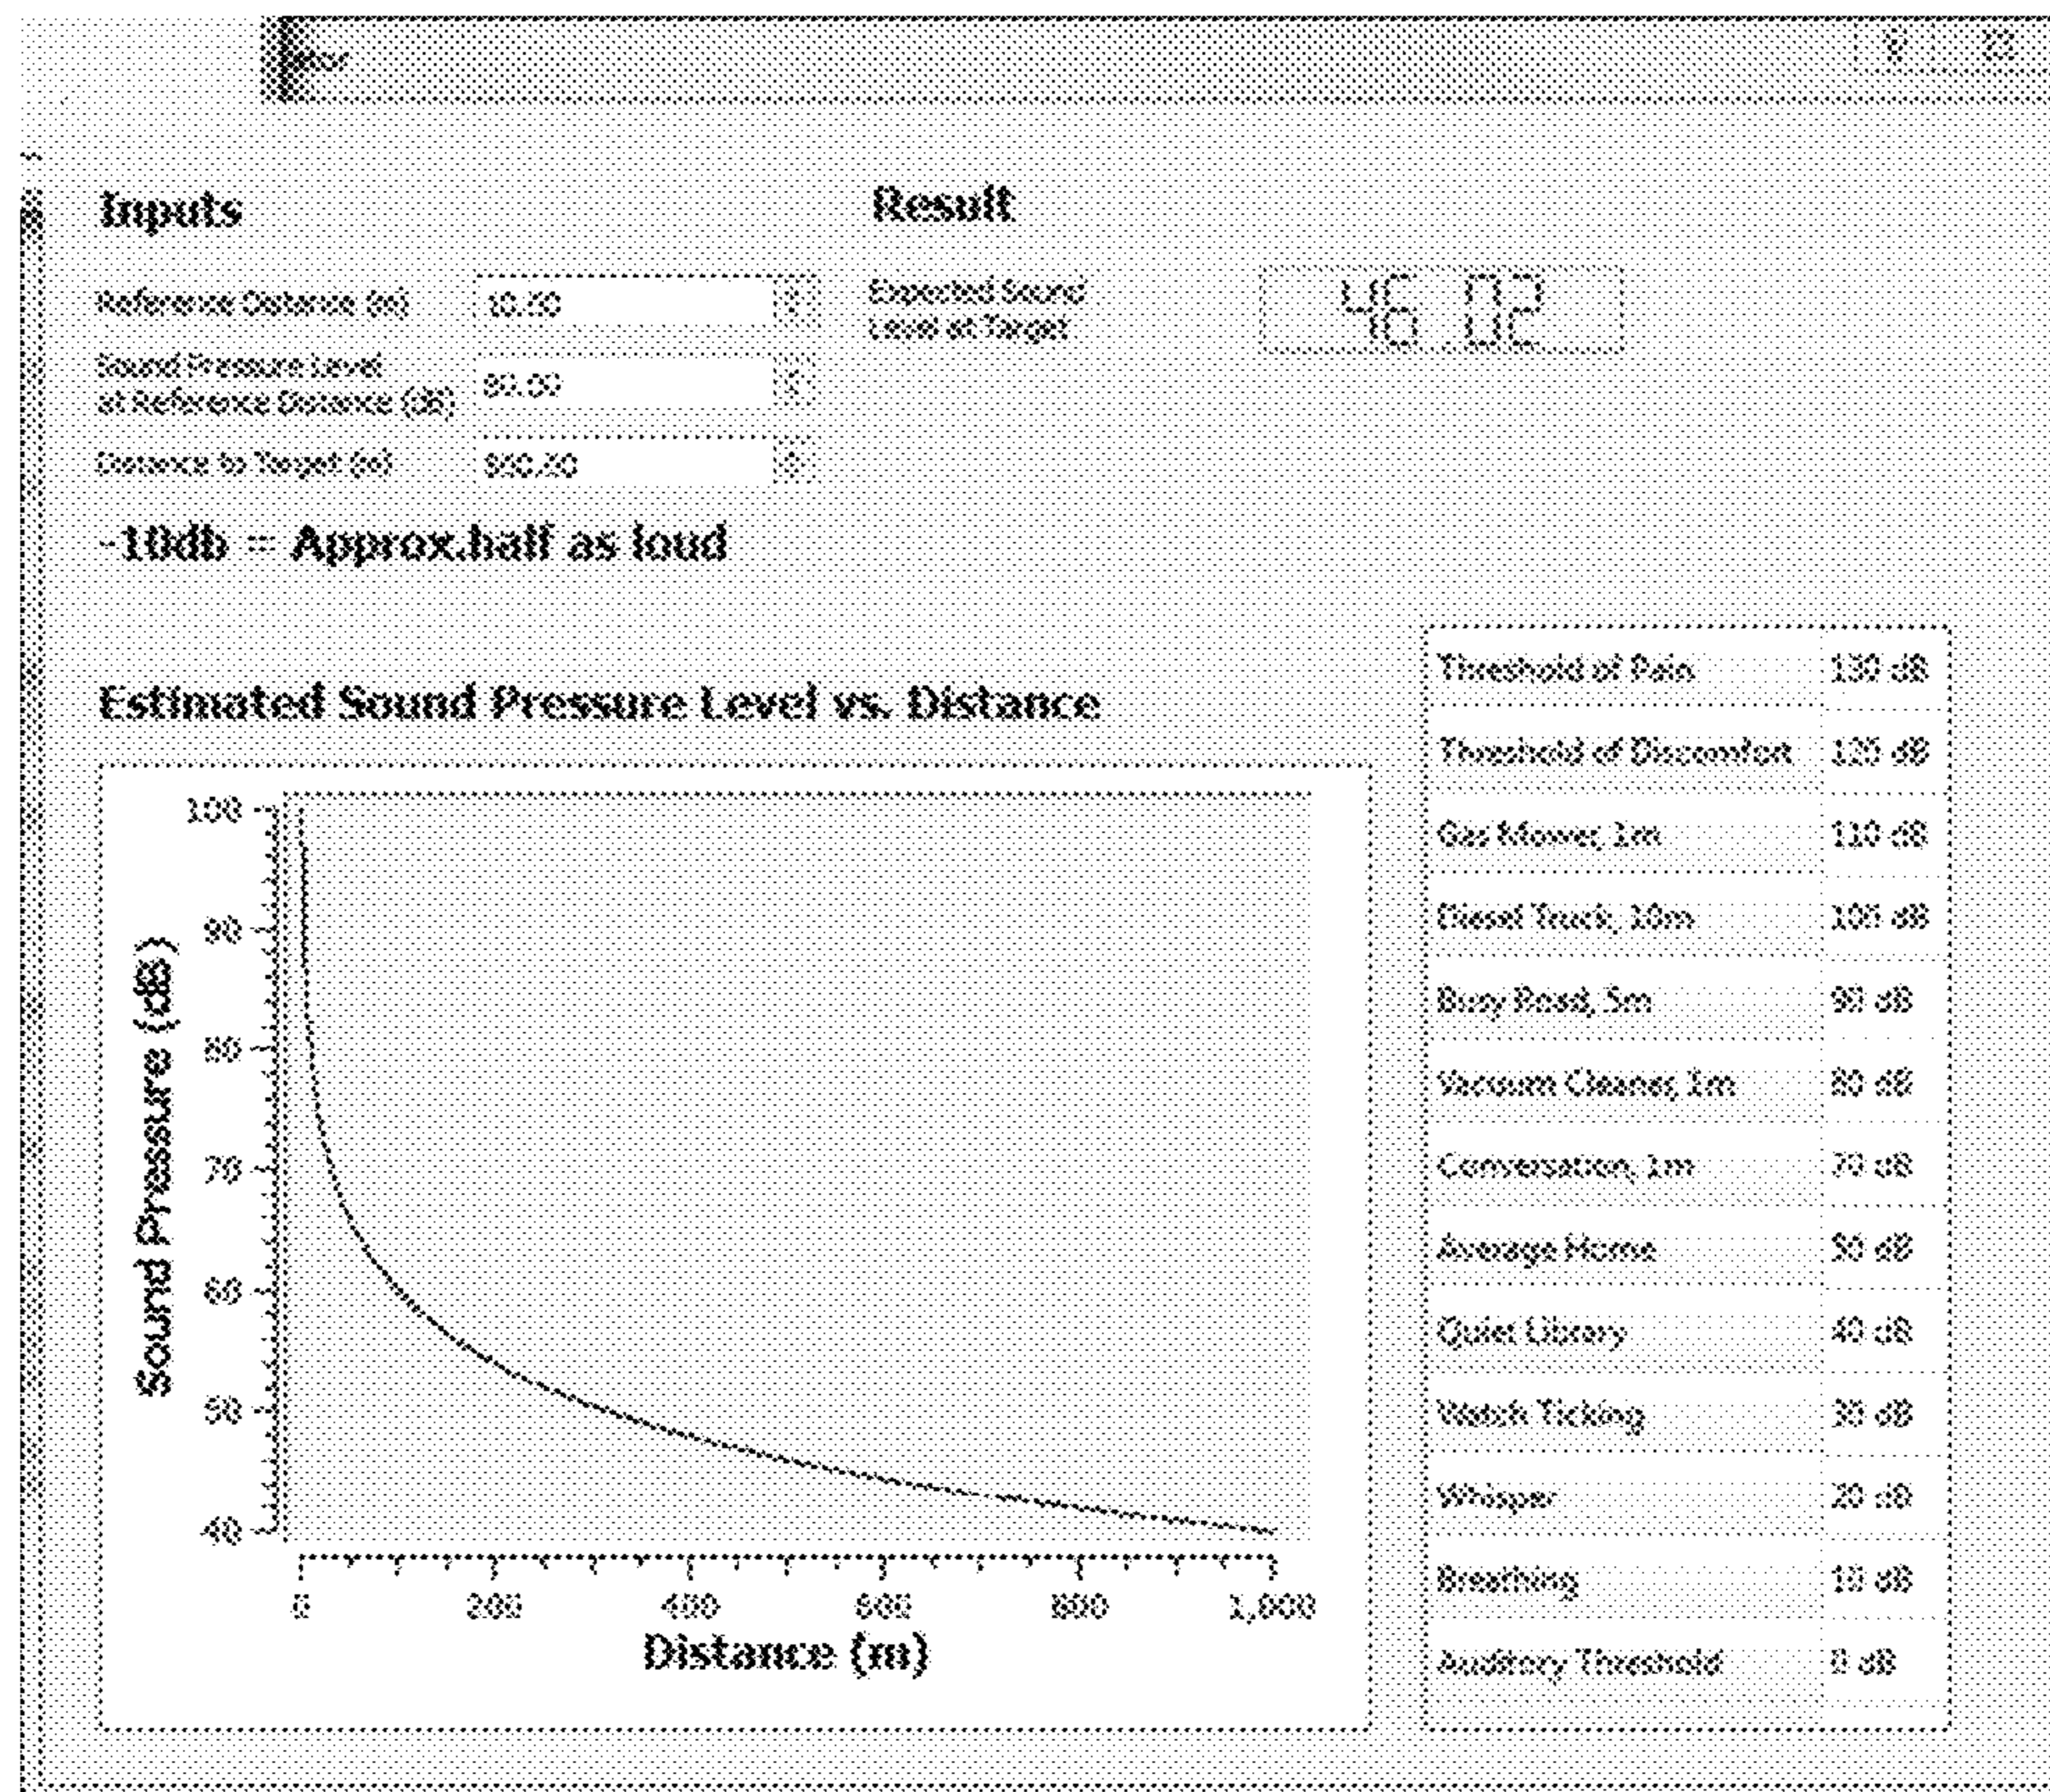 Inputs
Result
Reference Distance (m)
10.00
Expected Sound
Level at Target
46.02
Sound Pressure Level
at Reference Distance (dB)
80.00
Distance to Target (m)
-10db = Approx.half as loud
Estimated Sound Pressure Level vs. Distance
Sound Pressure (dB)
100
90
80
70
60
50
40
0 200 400 600 800 1,000
Distance (m)
Threshold of Pain 130 dB
Threshold of Discomfort 120 dB
Gas Mower, 1m 110 dB
Diesel Truck, 10m 100 dB
Busy Road, 5m 90 dB
Vacuum Cleaner, 1m 80 dB
Conversation, 1m 70 dB
Average Home 50 dB
Quiet Library 40 dB
Watch Ticking 30 dB
Whisper 20 dB
Breathing 10 dB
Auditory Threshold 0 dB